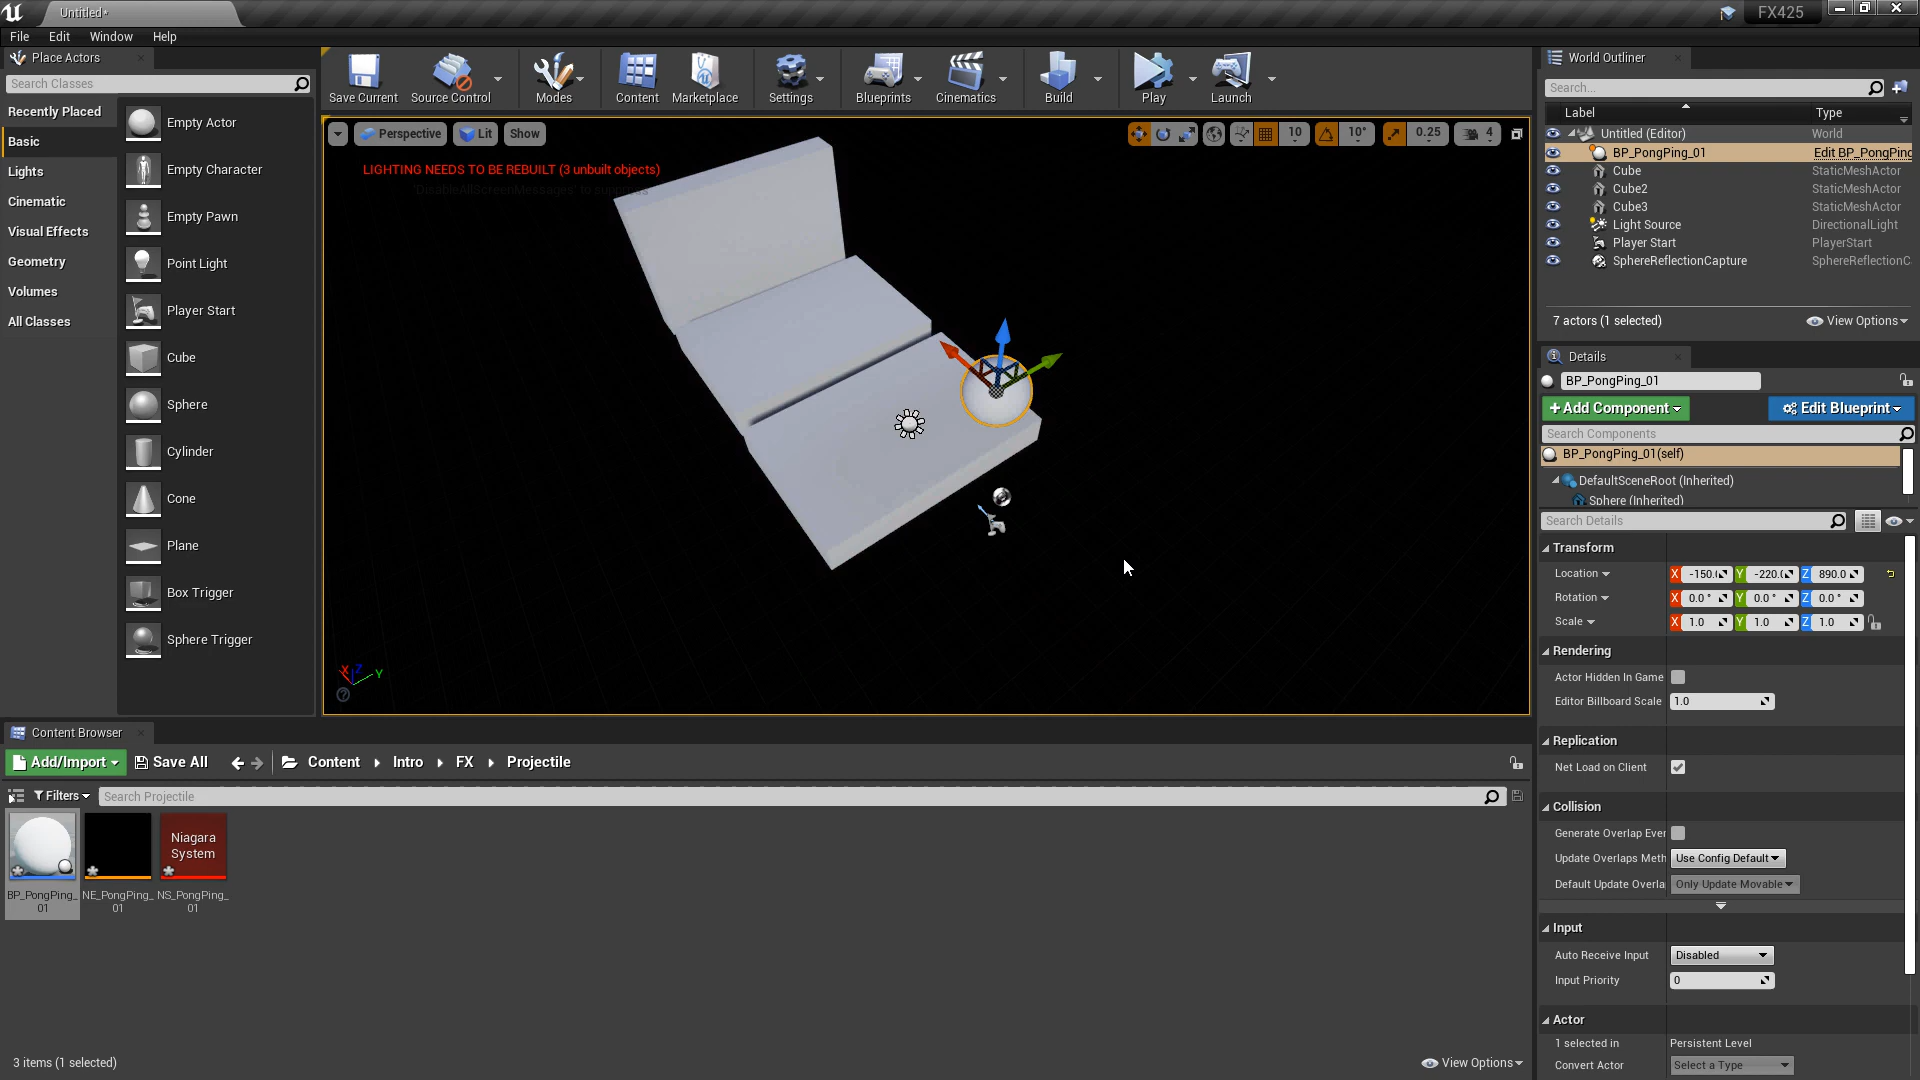 Untitled*
FX425
File Edit Window Help
Place Actors
Search Classes
Recently Placed
Basic
Lights
Cinematic
Visual Effects
Geometry
Volumes
All Classes
Empty Actor
Empty Character
Empty Pawn
Point Light
Player Start
Cube
Sphere
Cylinder
Cone
Plane
Box Trigger
Sphere Trigger
Save Current
Source Control
Modes
Content
Marketplace
Settings
Blueprints
Cinematics
Build
Play
Launch
Perspective Lit Show
10 10° 0.25 4
LIGHTING NEEDS TO BE REBUILT (3 unbuilt objects)
'DisableAllScreenMessages' to suppress
X Z Y
World Outliner
Search...
Label Type
Untitled (Editor) World
BP_PongPing_01 Edit BP_PongPing
Cube StaticMeshActor
Cube2 StaticMeshActor
Cube3 StaticMeshActor
Light Source DirectionalLight
Player Start PlayerStart
SphereReflectionCapture SphereReflectionC
7 actors (1 selected) View Options
Details
BP_PongPing_01
+Add Component Edit Blueprint
Search Components
BP_PongPing_01(self)
DefaultSceneRoot (Inherited)
Sphere (Inherited)
Search Details
Transform
Location X -150.( Y -220.( Z 890.0
Rotation X 0.0 ° Y 0.0 ° Z 0.0 °
Scale X 1.0 Y 1.0 Z 1.0
Rendering
Actor Hidden In Game
Editor Billboard Scale 1.0
Replication
Net Load on Client
Collision
Generate Overlap Ever
Update Overlaps Meth Use Config Default
Default Update Overla Only Update Movable
Input
Auto Receive Input Disabled
Input Priority 0
Actor
1 selected in Persistent Level
Convert Actor Select a Type
Content Browser
Add/Import Save All Content Intro FX Projectile
Filters Search Projectile
Niagara
System
BP_PongPing_
01
NE_PongPing_
01
NS_PongPing_
01
3 items (1 selected) View Options